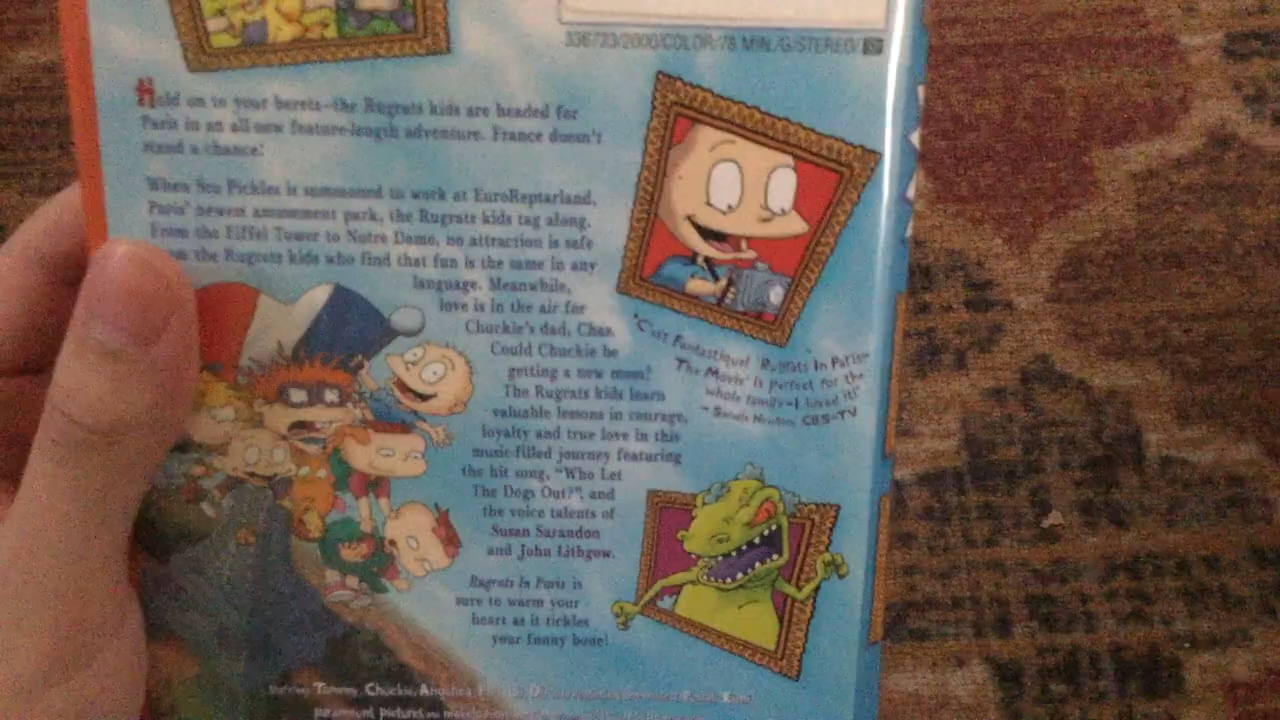 336723/2000/COLOR/78 MIN./G/STEREO/
Hold on to your berets–the Rugrats kids are headed for
Paris in an all-new feature-length adventure. France doesn't
stand a chance!
When Stu Pickles is summoned to work at EuroReptarland,
Paris' newest amusement park, the Rugrats kids tag along.
From the Eiffel Tower to Notre Dame, no attraction is safe
the Rugrats kids who find that fun is the same in any
language. Meanwhile,
love is in the air for
Chuckie's dad, Chas.
Could Chuckie be
getting a new mom?
The Rugrats kids learn
valuable lessons in courage,
loyalty and true love in this
music-filled journey featuring
the hit song, "Who Let
The Dogs Out?", and
the voice talents of
Susan Sarandon
and John Lithgow.
Rugrats In Paris is
sure to warm your
heart as it tickles
your funny bone!
"C'est Fantastique! 'Rugrats In Paris–
The Movie' is perfect for the
whole family–I loved it!"
– CBS-TV
Tommy, Chuckie, Angelica,
paramount pictures and